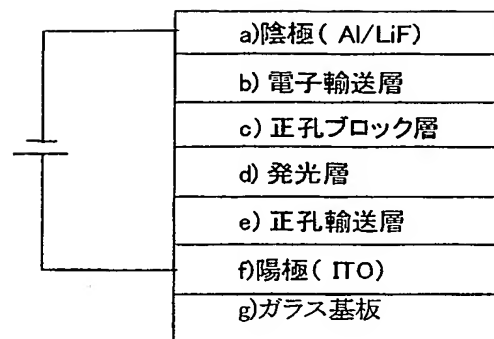 a)陰極( Al/LiF)
b) 電子輸送層
c) 正孔ブロック層
d) 発光層
e) 正孔輸送層
f)陽極( ITO)
g)ガラス基板